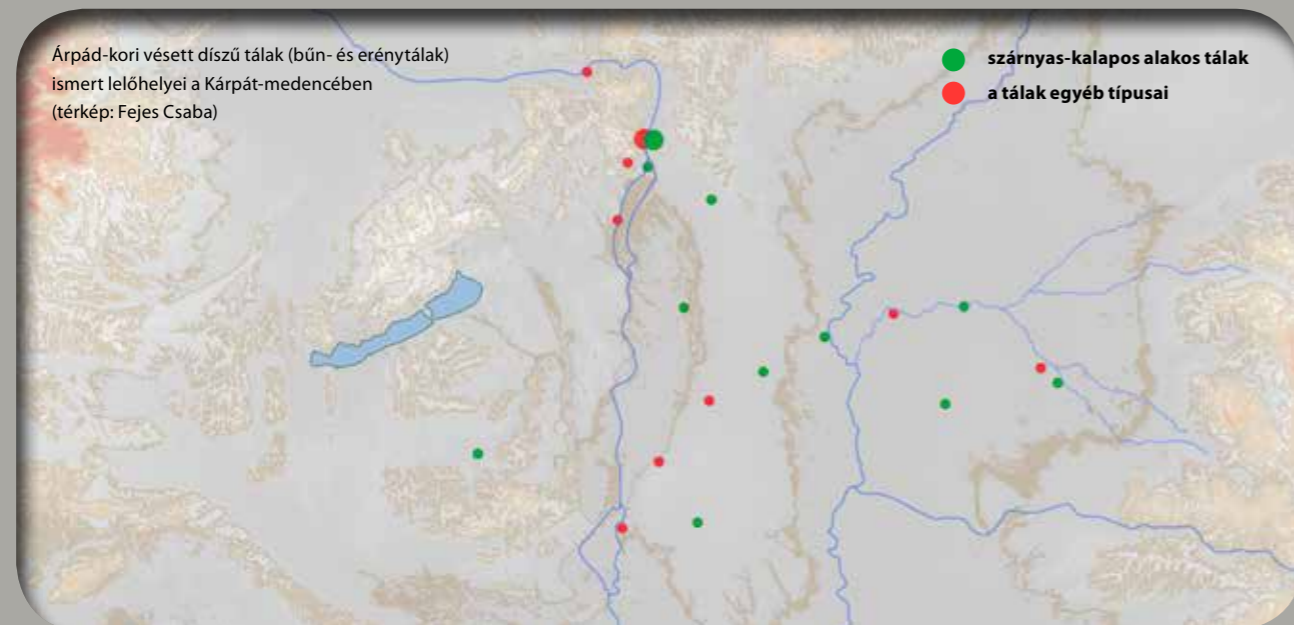 Árpád-kori vésett díszű tálak (bűn- és erénytálak)
ismert lelőhelyei a Kárpát-medencében
(térkép: Fejes Csaba)
szárnyas-kalapos alakos tálak
a tálak egyéb típusai